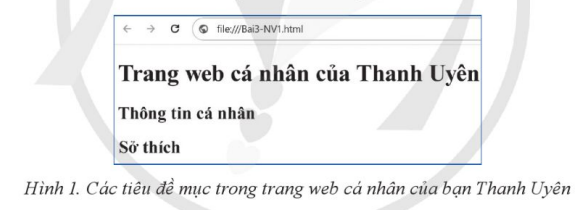 file:///Bai3-NV1.html
Trang web cá nhân của Thanh Uyên
Thông tin cá nhân
Sở thích
Hình 1. Các tiêu đề mục trong trang web cá nhân của bạn Thanh Uyên